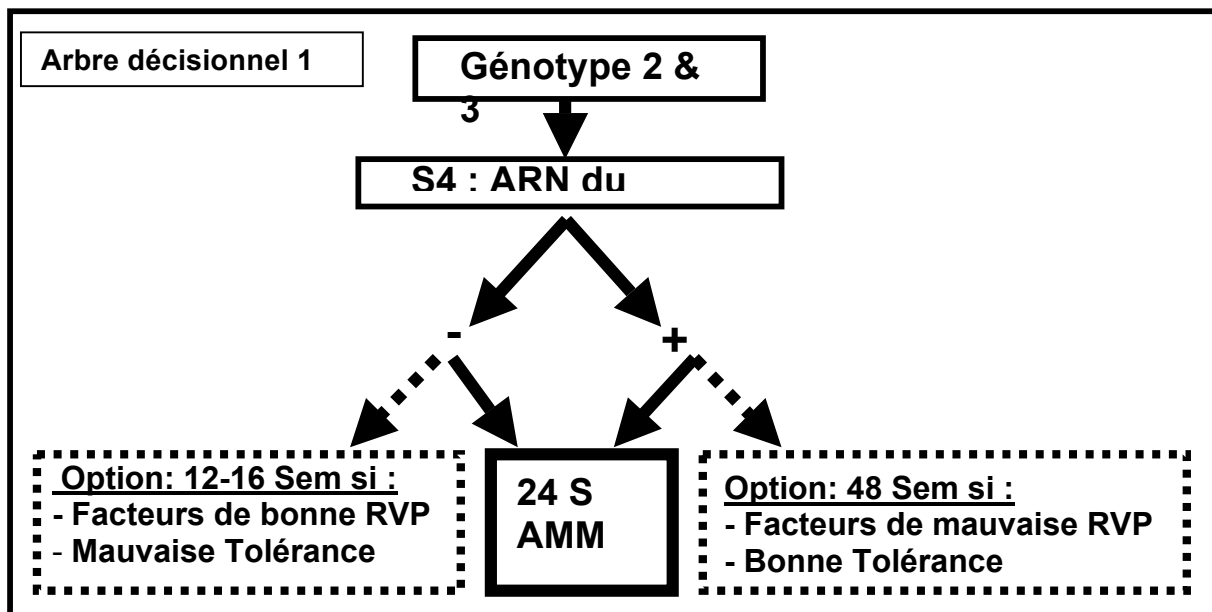 Arbre décisionnel 1
Génotype 2 &
3
S4 : ARN du
-
+
Option: 12-16 Sem si :
- Facteurs de bonne RVP
- Mauvaise Tolérance
24 S
AMM
Option: 48 Sem si :
- Facteurs de mauvaise RVP
- Bonne Tolérance